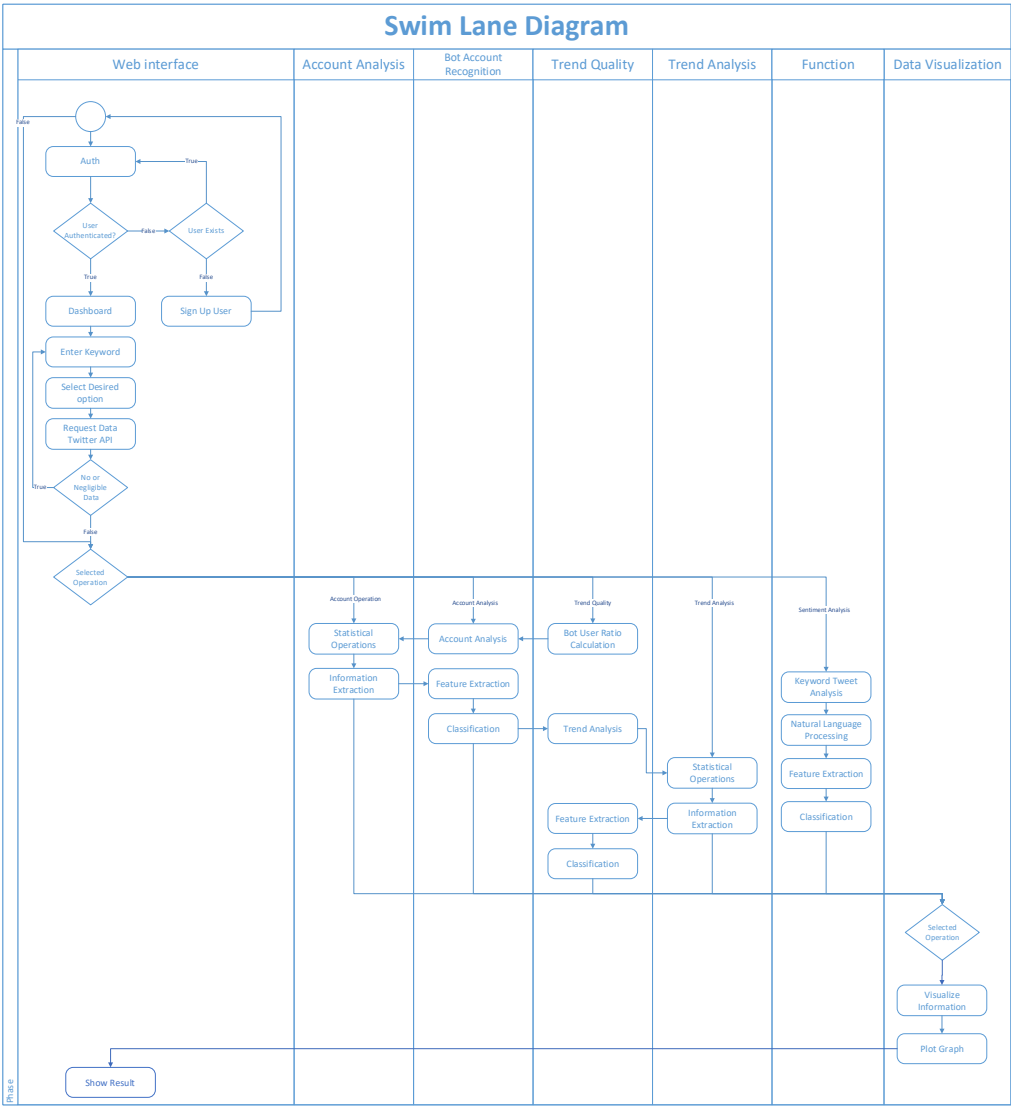 Swim Lane Diagram
Web interface
Account Analysis
Bot Account
Recognition
Trend Quality
Trend Analysis
Function
Data Visualization
False
Auth
True
User
Authenticated?
False
User Exists
True
False
Dashboard
Sign Up User
Enter Keyword
Select Desired
option
Request Data
Twitter API
No or
Negligible
Data
True
False
Selected
Operation
Account Operation
Account Analysis
Trend Quality
Trend Analysis
Sentiment Analysis
Statistical
Operations
Account Analysis
Bot User Ratio
Calculation
Information
Extraction
Feature Extraction
Keyword Tweet
Analysis
Classification
Trend Analysis
Natural Language
Processing
Statistical
Operations
Feature Extraction
Feature Extraction
Information
Extraction
Classification
Classification
Selected
Operation
Visualize
Information
Plot Graph
Show Result
Phase